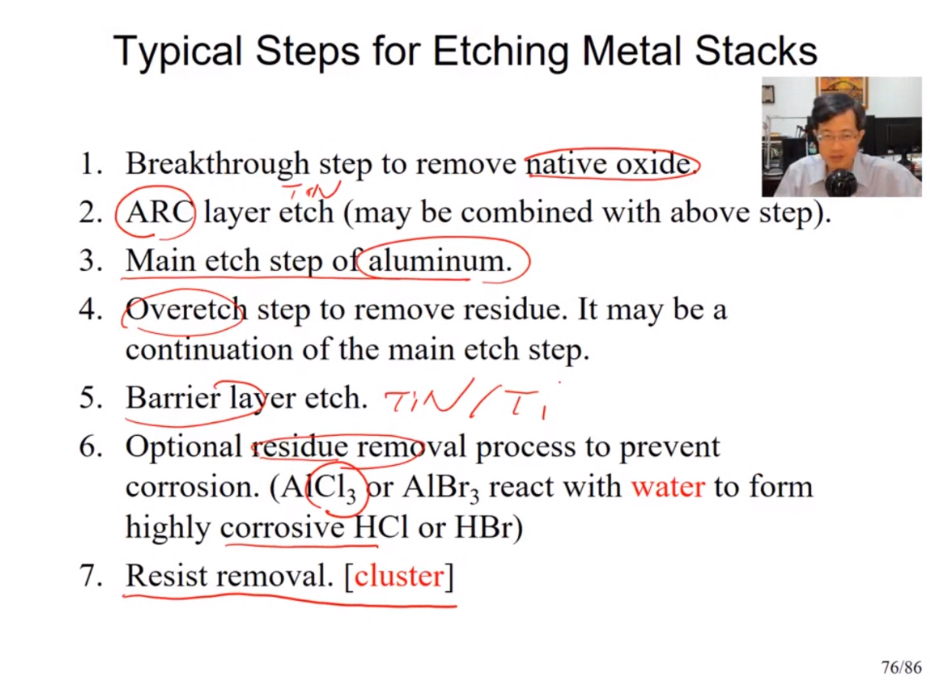 Typical Steps for Etching Metal Stacks
1. Breakthrough step to remove native oxide.
TiN
2. ARC layer etch (may be combined with above step).
3. Main etch step of aluminum.
4. Overetch step to remove residue. It may be a
continuation of the main etch step.
5. Barrier layer etch. TiN/Ti
6. Optional residue removal process to prevent
corrosion. (AlCl₃ or AlBr₃ react with water to form
highly corrosive HCl or HBr)
7. Resist removal. [cluster]
76/86